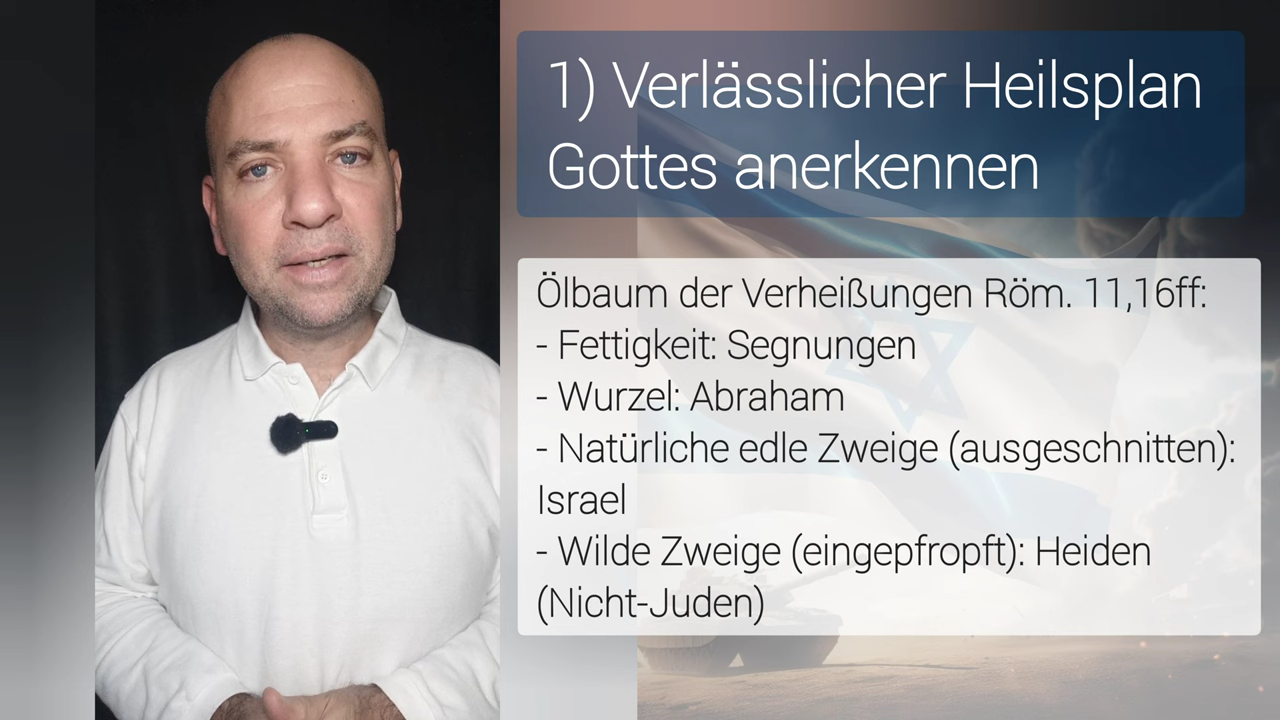 1) Verlässlicher Heilsplan
Gottes anerkennen
Ölbaum der Verheißungen Röm. 11,16ff:
- Fettigkeit: Segnungen
- Wurzel: Abraham
- Natürliche edle Zweige (ausgeschnitten):
Israel
- Wilde Zweige (eingepfropft): Heiden
(Nicht-Juden)